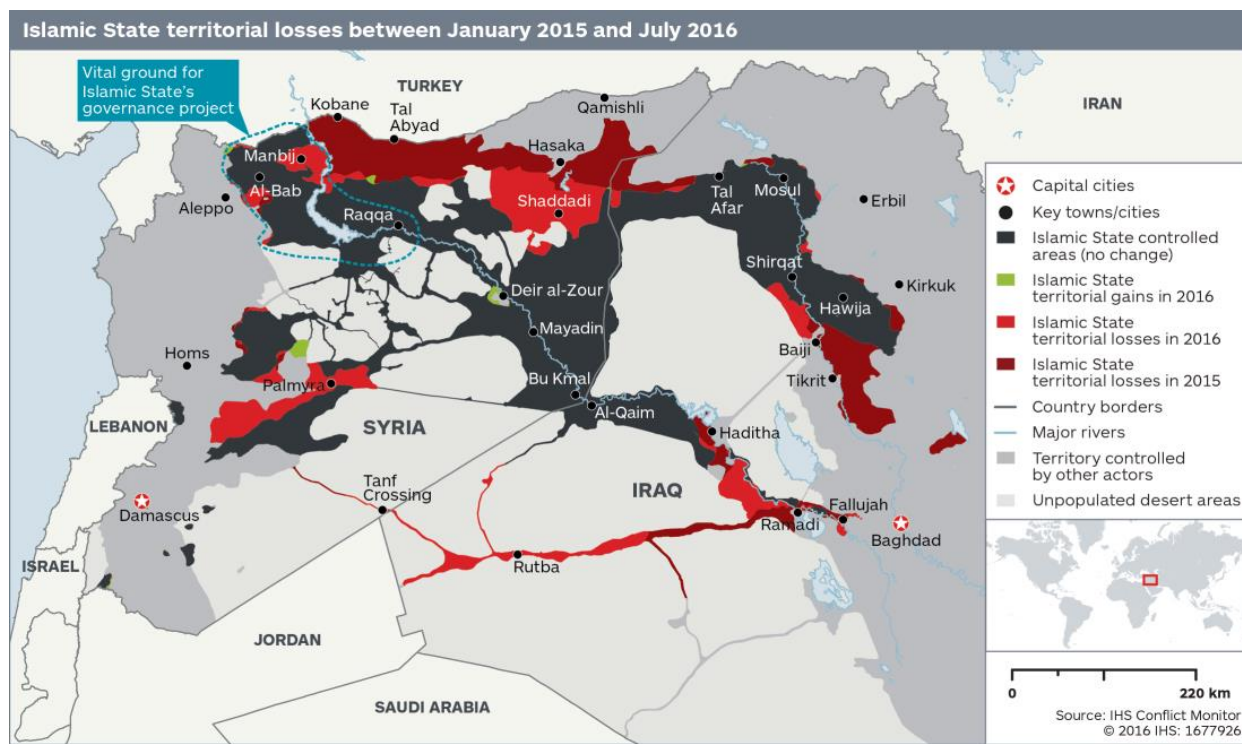 Islamic State territorial losses between January 2015 and July 2016
Vital ground for
Islamic State's
governance project
TURKEY
IRAN
Kobane
Tal
Abyad
Qamishli
Manbij
Hasaka
Al-Bab
Aleppo
Raqqa
Shaddadi
Tal
Afar
Mosul
Erbil
Shirqat
Kirkuk
Hawija
Deir al-Zour
Mayadin
Baiji
Homs
Palmyra
Bu Kmal
Tikrit
Al-Qaim
LEBANON
SYRIA
Haditha
Tanf
Crossing
IRAQ
Damascus
Ramadi
Fallujah
Baghdad
Rutba
ISRAEL
JORDAN
SAUDI ARABIA
Capital cities
Key towns/cities
Islamic State controlled
areas (no change)
Islamic State
territorial gains in 2016
Islamic State
territorial losses in 2016
Islamic State
territorial losses in 2015
Country borders
Major rivers
Territory controlled
by other actors
Unpopulated desert areas
0
220 km
Source: IHS Conflict Monitor
© 2016 IHS: 1677926